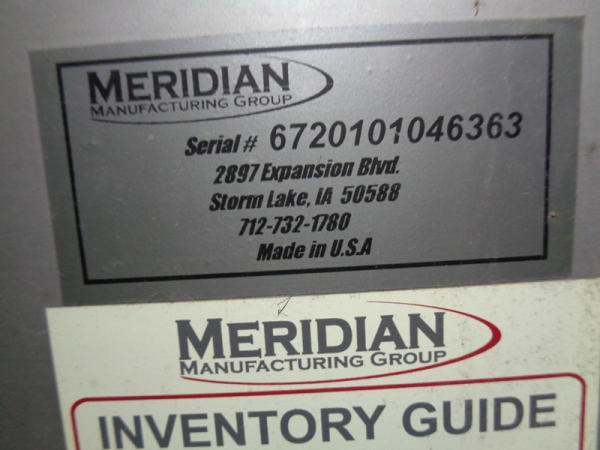 MERIDIAN
MANUFACTURING GROUP
Serial # 6720101046363
2897 Expansion Blvd.
Storm Lake, IA 50588
712-732-1780
Made in U.S.A
MERIDIAN
MANUFACTURING GROUP
INVENTORY GUIDE